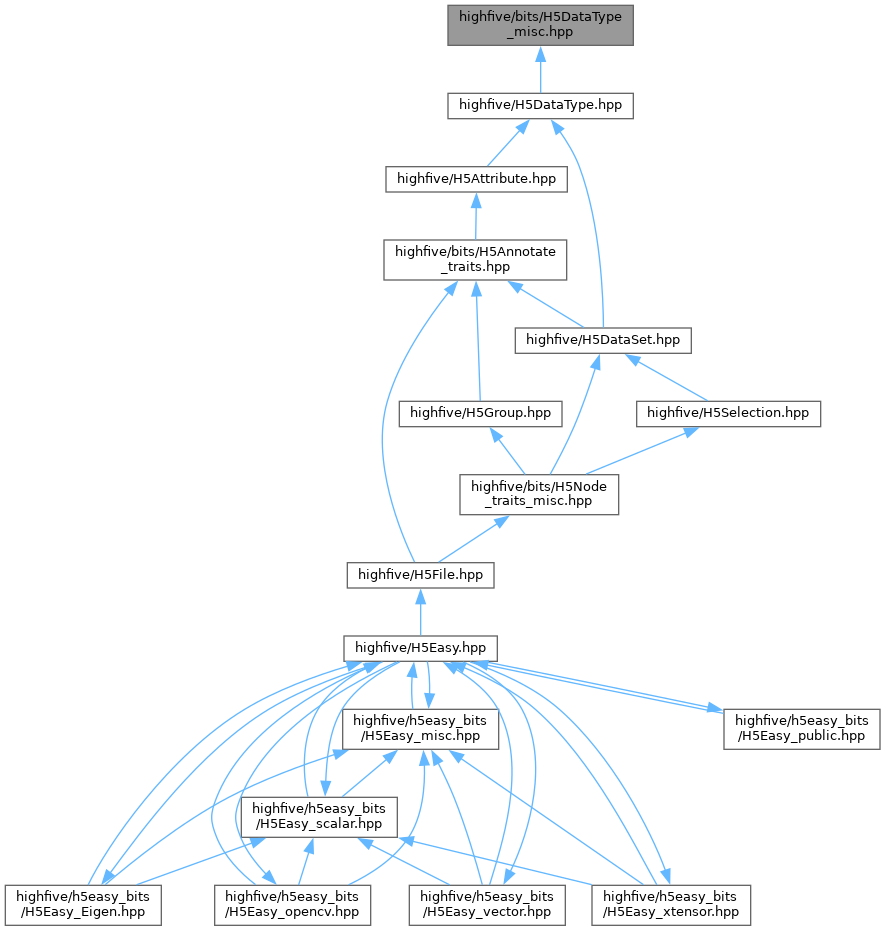 highfive/bits/H5DataType
_misc.hpp
highfive/H5DataType.hpp
highfive/H5Attribute.hpp
highfive/bits/H5Annotate
_traits.hpp
highfive/H5DataSet.hpp
highfive/H5Group.hpp
highfive/H5Selection.hpp
highfive/bits/H5Node
_traits_misc.hpp
highfive/H5File.hpp
highfive/H5Easy.hpp
highfive/h5easy_bits
/H5Easy_misc.hpp
highfive/h5easy_bits
/H5Easy_public.hpp
highfive/h5easy_bits
/H5Easy_scalar.hpp
highfive/h5easy_bits
/H5Easy_Eigen.hpp
highfive/h5easy_bits
/H5Easy_opencv.hpp
highfive/h5easy_bits
/H5Easy_vector.hpp
highfive/h5easy_bits
/H5Easy_xtensor.hpp